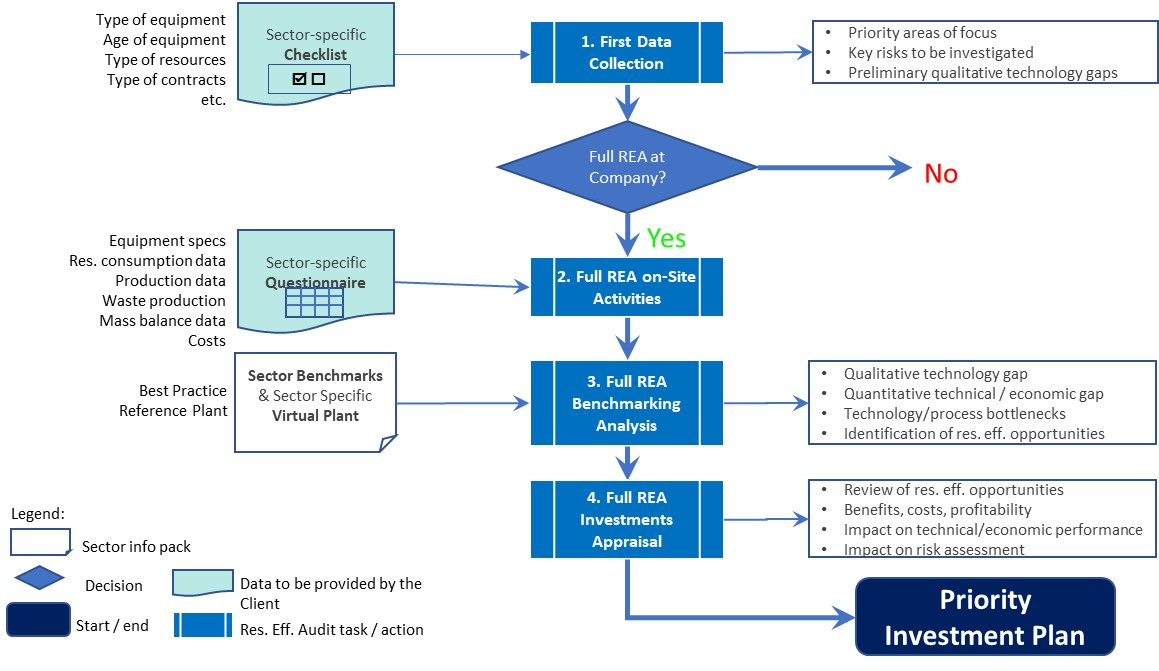 Type of equipment
Age of equipment
Type of resources
Type of contracts
etc.
Sector-specific
Checklist
1. First Data
Collection
• Priority areas of focus
• Key risks to be investigated
• Preliminary qualitative technology gaps
Full REA at
Company?
No
Yes
Equipment specs
Res. consumption data
Production data
Waste production
Mass balance data
Costs
Sector-specific
Questionnaire
2. Full REA on-Site
Activities
Best Practice
Reference Plant
Sector Benchmarks
& Sector Specific
Virtual Plant
3. Full REA
Benchmarking
Analysis
• Qualitative technology gap
• Quantitative technical / economic gap
• Technology/process bottlenecks
• Identification of res. eff. opportunities
4. Full REA
Investments
Appraisal
• Review of res. eff. opportunities
• Benefits, costs, profitability
• Impact on technical/economic performance
• Impact on risk assessment
Priority
Investment Plan
Legend:
Sector info pack
Decision
Data to be provided by the
Client
Start / end
Res. Eff. Audit task / action